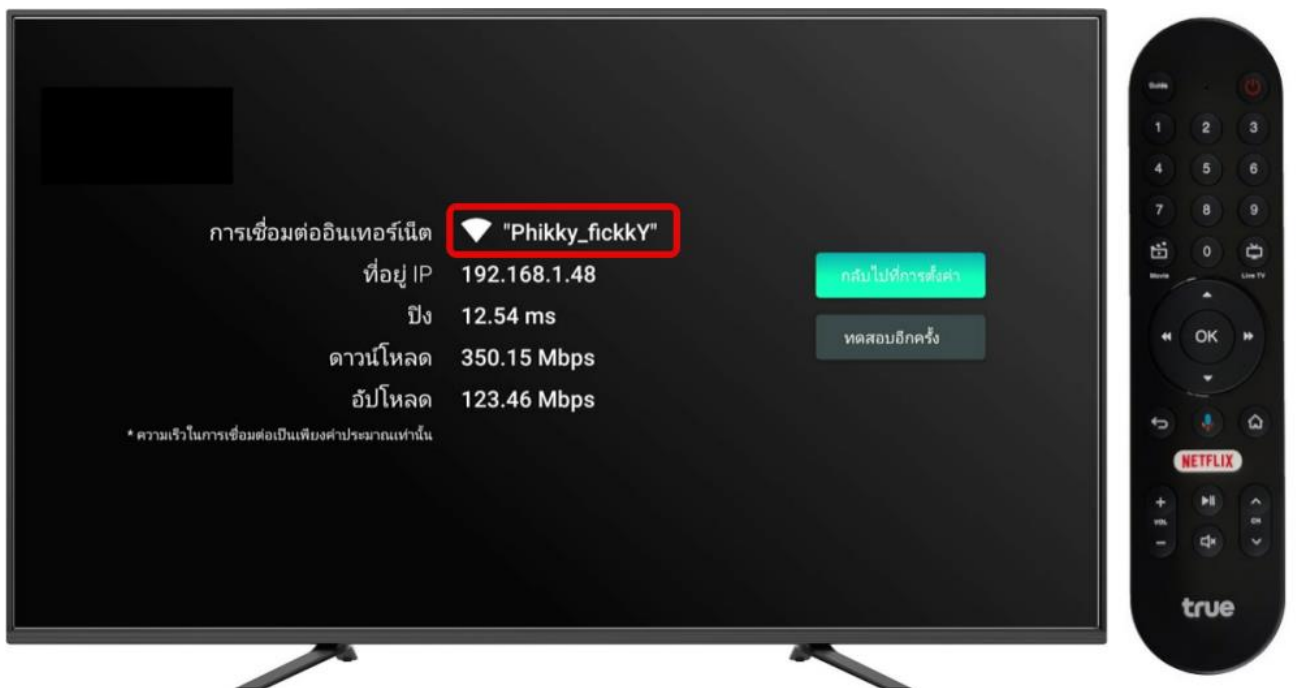 การเชื่อมต่ออินเทอร์เน็ต "Phikky_fickkY"
ที่อยู่ IP 192.168.1.48
ปิง 12.54 ms
ดาวน์โหลด 350.15 Mbps
อัปโหลด 123.46 Mbps
* ความเร็วในการเชื่อมต่อเป็นเพียงค่าประมาณเท่านั้น
กลับไปที่การตั้งค่า
ทดสอบอีกครั้ง
Guide
1 2 3
4 5 6
7 8 9
0
Movie Live TV
OK
NETFLIX
+
VOL CH
−
true